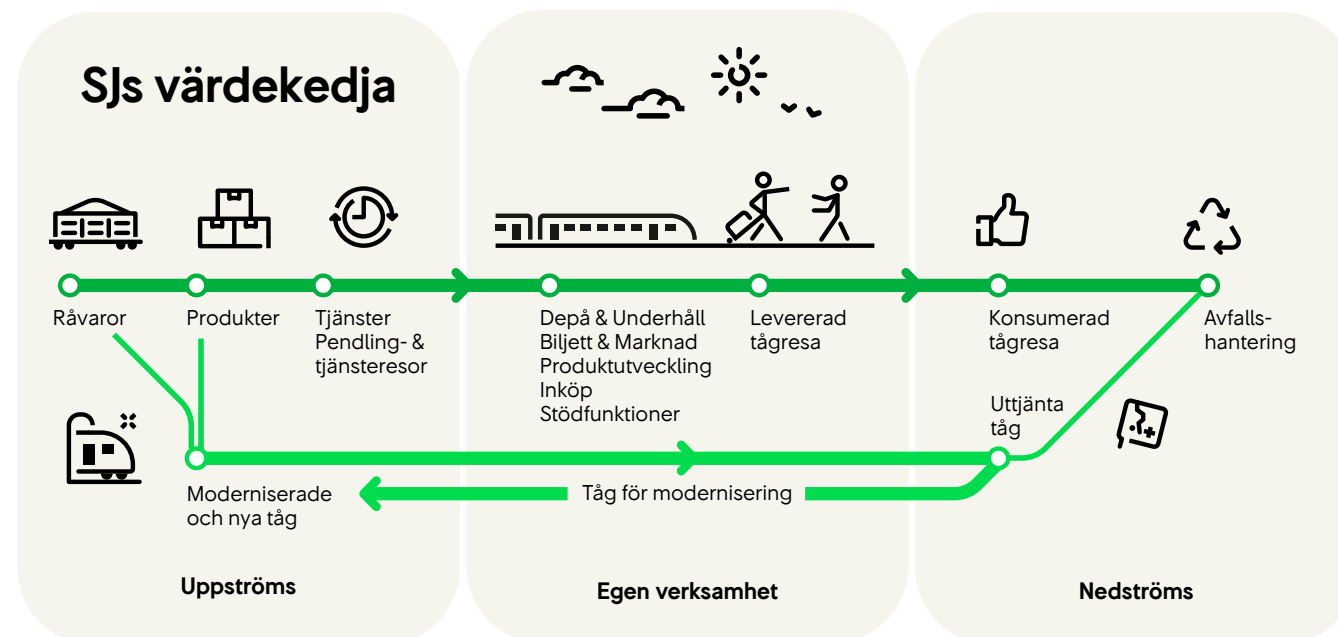 SJs värdekedja
Råvaror
Produkter
Tjänster
Pendling- &
tjänsteresor
Depå & Underhåll
Biljett & Marknad
Produktutveckling
Inköp
Stödfunktioner
Levererad
tågresa
Konsumerad
tågresa
Avfalls-
hantering
Uttjänta
tåg
Moderniserade
och nya tåg
Tåg för modernisering
Uppströms
Egen verksamhet
Nedströms